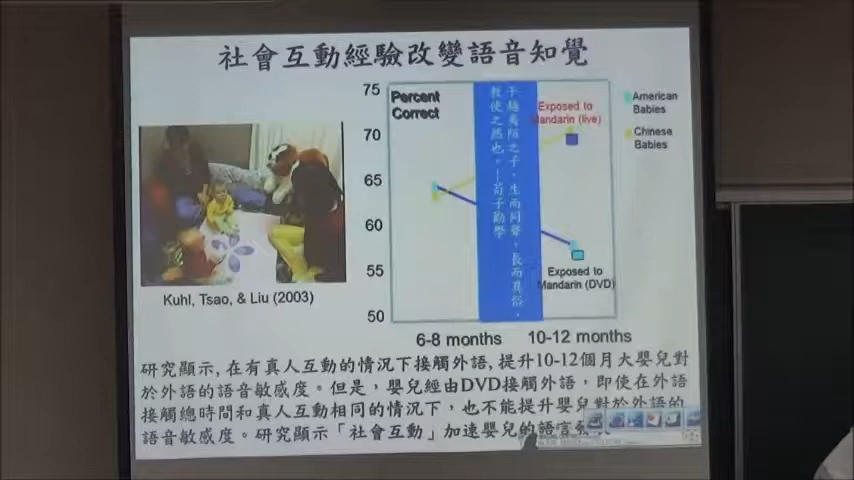 社會互動經驗改變語音知覺
75
70
65
60
55
50
Percent
Correct
干越夷貊之子，生而同聲，長而異俗，
教使之然也。—荀子勸學
Exposed to
Mandarin (live)
American
Babies
Chinese
Babies
Exposed to
Mandarin (DVD)
6-8 months
10-12 months
Kuhl, Tsao, & Liu (2003)
研究顯示, 在有真人互動的情況下接觸外語, 提升10-12個月大嬰兒對
於外語的語音敏感度。但是，嬰兒經由DVD接觸外語，即使在外語
接觸總時間和真人互動相同的情況下，也不能提升嬰兒對於外語的
語音敏感度。研究顯示「社會互動」加速嬰兒的語言